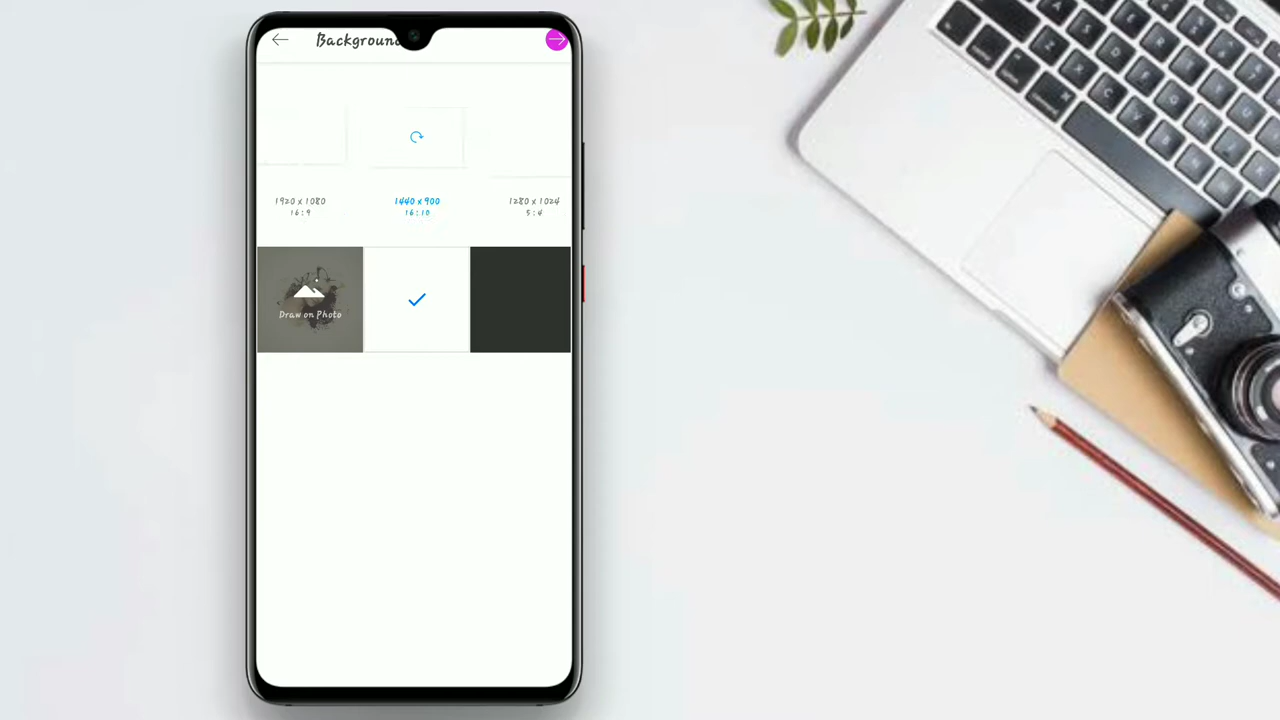 Background
1920 x 1080
16 : 9
1440 x 900
16 : 10
1280 x 1024
5 : 4
Draw on Photo